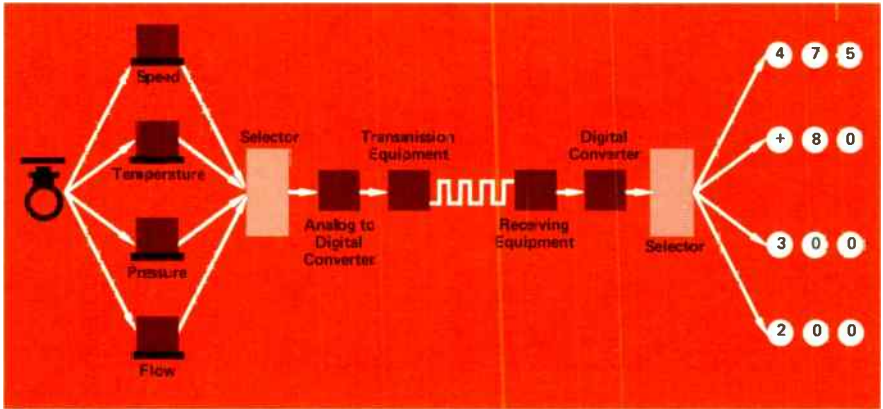 Speed
Temperature
Pressure
Flow
Selector
Analog to
Digital
Converter
Transmission
Equipment
Receiving
Equipment
Digital
Converter
Selector
4 7 5
+ 8 0
3 0 0
2 0 0